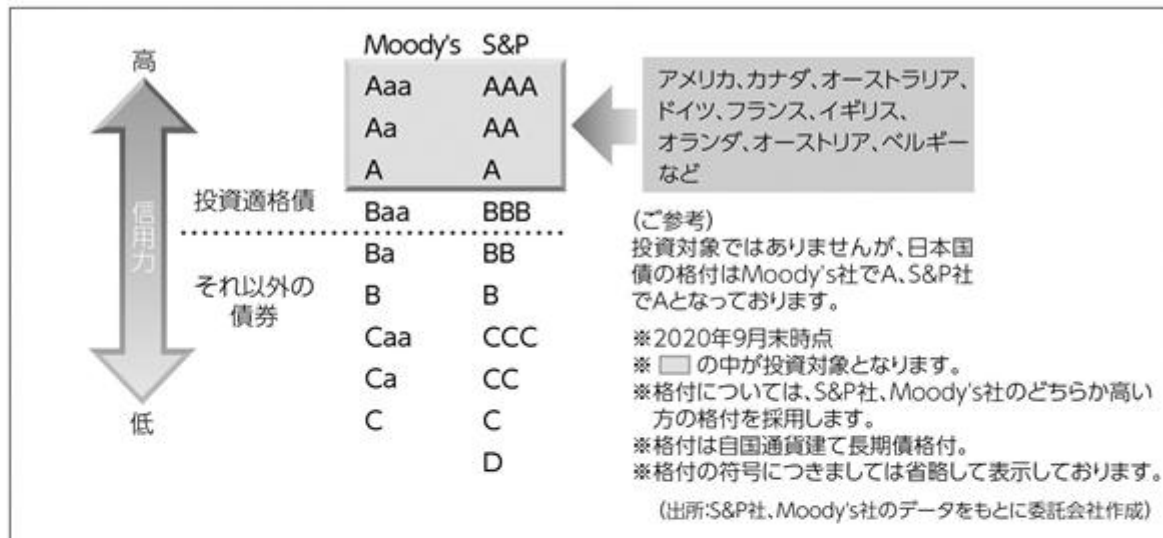 Moody's S&P
高
Aaa AAA
Aa AA
A A
投資適格債
Baa BBB
信用力
Ba BB
それ以外の
債券
B B
Caa CCC
Ca CC
C C
低
D
アメリカ、カナダ、オーストラリア、
ドイツ、フランス、イギリス、
オランダ、オーストリア、ベルギー
など
(ご参考)
投資対象ではありませんが、日本国
債の格付はMoody's社でA、S&P社
でAとなっております。
※2020年9月末時点
※ の中が投資対象となります。
※格付については、S&P社、Moody's社のどちらか高い
方の格付を採用します。
※格付は自国通貨建て長期債格付。
※格付の符号につきましては省略して表示しております。
(出所:S&P社、Moody's社のデータをもとに委託会社作成)